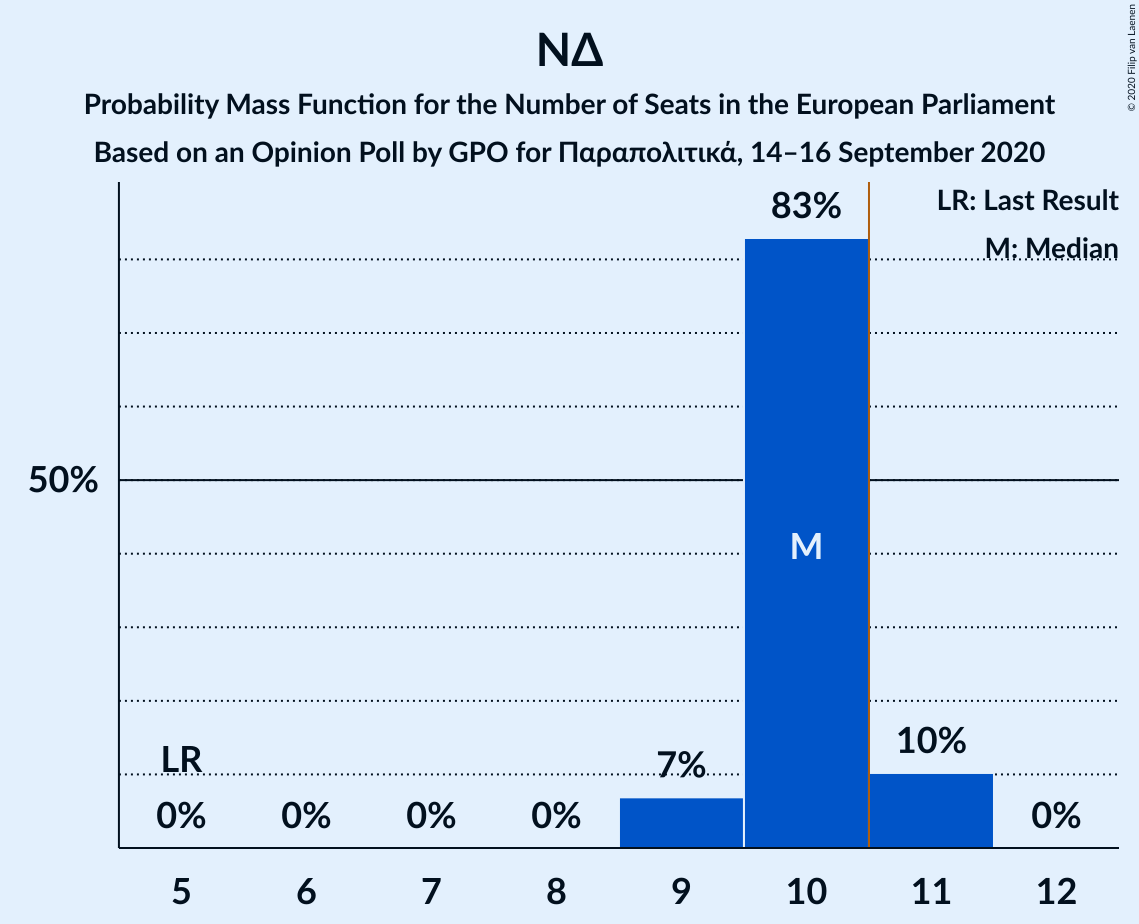 ΝΔ
Probability Mass Function for the Number of Seats in the European Parliament
Based on an Opinion Poll by GPO for Παραπολιτικά, 14–16 September 2020
© 2020 Filip van Laenen
LR: Last Result
M: Median
83%
50%
M
LR
7%
10%
0%
0%
0%
0%
0%
5
6
7
8
9
10
11
12